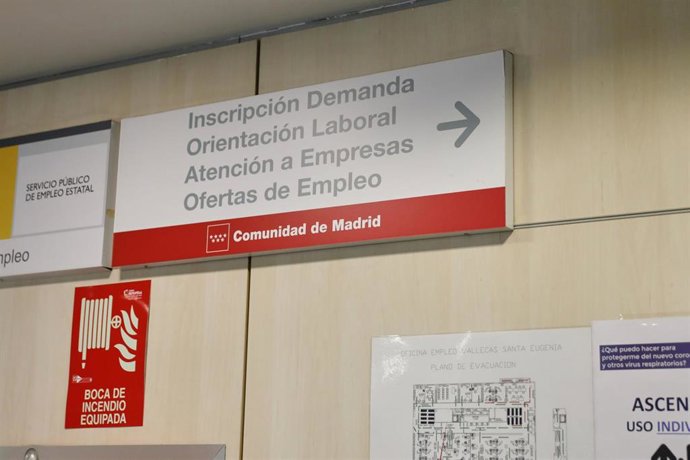 Inscripción Demanda
Orientación Laboral
Atención a Empresas
Ofertas de Empleo
Comunidad de Madrid
SERVICIO PÚBLICO
DE EMPLEO ESTATAL
mpleo
BOCA DE
INCENDIO
EQUIPADA
OFICINA EMPLEO VALLECAS SANTA EUGENIA
PLANO DE EVACUACIÓN
¿Qué puedo hacer para
protegerme del nuevo coro
y otros virus respiratorios?
ASCEN
USO INDIV